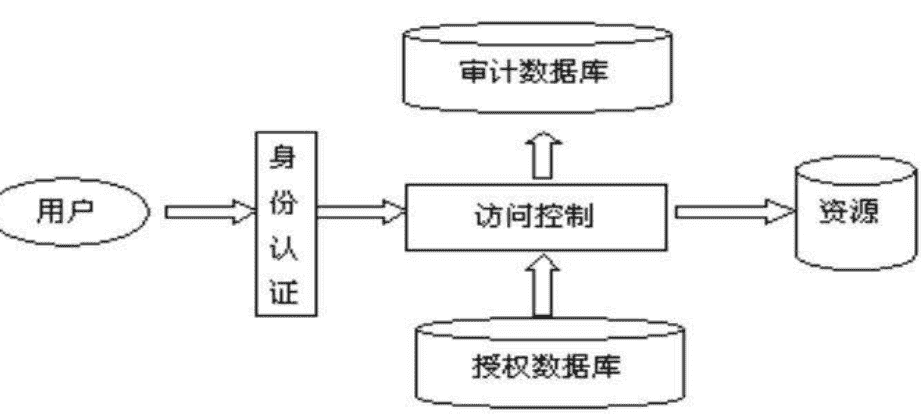 审计数据库
用户
身份认证
访问控制
资源
授权数据库